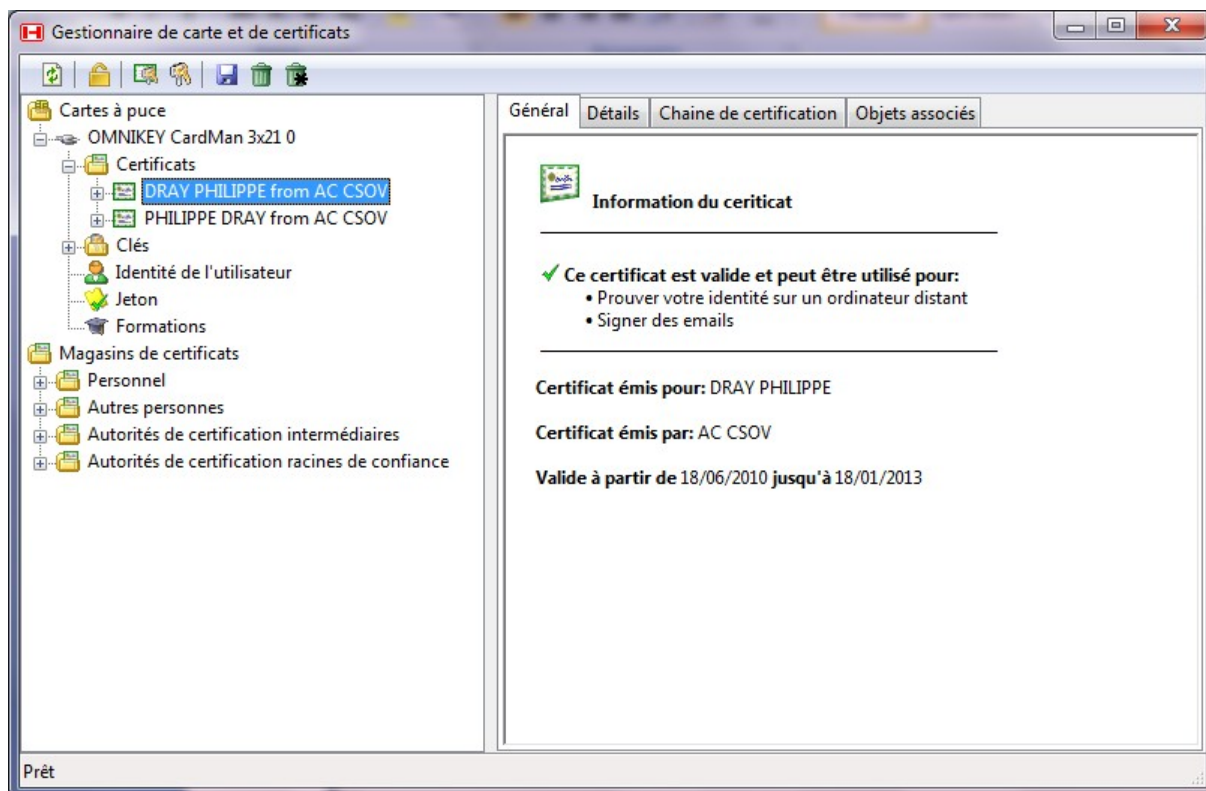 Gestionnaire de carte et de certificats
Cartes à puce
OMNIKEY CardMan 3x21 0
Certificats
DRAY PHILIPPE from AC CSOV
PHILIPPE DRAY from AC CSOV
Clés
Identité de l'utilisateur
Jeton
Formations
Magasins de certificats
Personnel
Autres personnes
Autorités de certification intermédiaires
Autorités de certification racines de confiance
Général
Détails
Chaine de certification
Objets associés
Information du ceriticat
Ce certificat est valide et peut être utilisé pour:
• Prouver votre identité sur un ordinateur distant
• Signer des emails
Certificat émis pour: DRAY PHILIPPE
Certificat émis par: AC CSOV
Valide à partir de 18/06/2010 jusqu'à 18/01/2013
Prêt